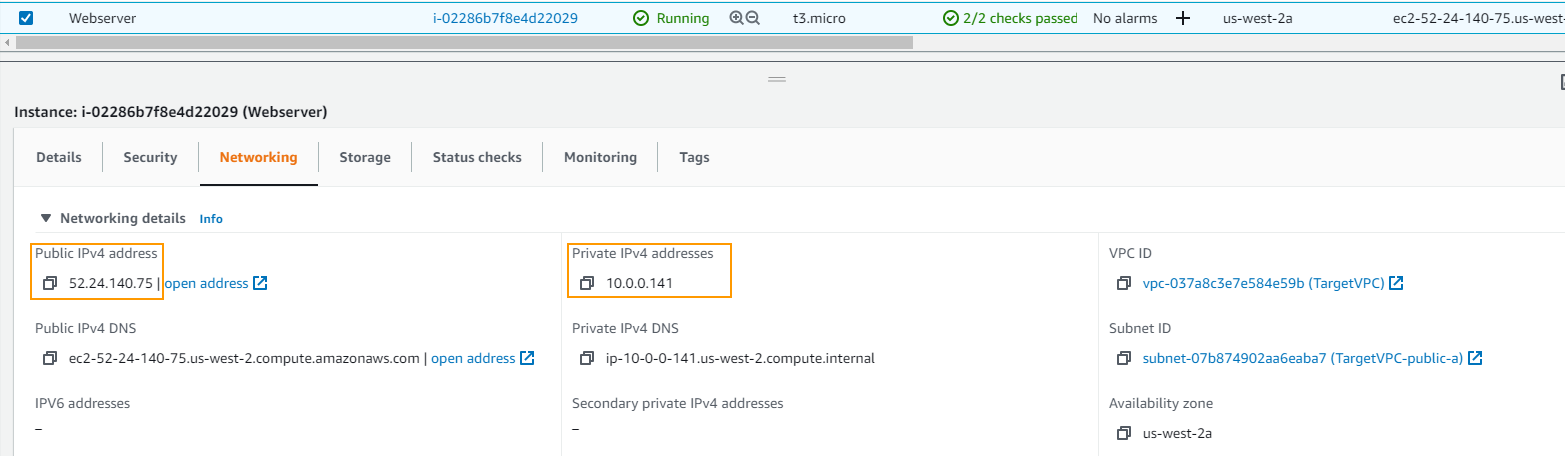 Webserver i-02286b7f8e4d22029 Running t3.micro 2/2 checks passed No alarms + us-west-2a ec2-52-24-140-75.us-west-
Instance: i-02286b7f8e4d22029 (Webserver)
Details Security Networking Storage Status checks Monitoring Tags
Networking details Info
Public IPv4 address Private IPv4 addresses VPC ID
52.24.140.75 | open address 10.0.0.141 vpc-037a8c3e7e584e59b (TargetVPC)
Public IPv4 DNS Private IPv4 DNS Subnet ID
ec2-52-24-140-75.us-west-2.compute.amazonaws.com | open address ip-10-0-0-141.us-west-2.compute.internal subnet-07b874902aa6eaba7 (TargetVPC-public-a)
IPV6 addresses Secondary private IPv4 addresses Availability zone
– – us-west-2a